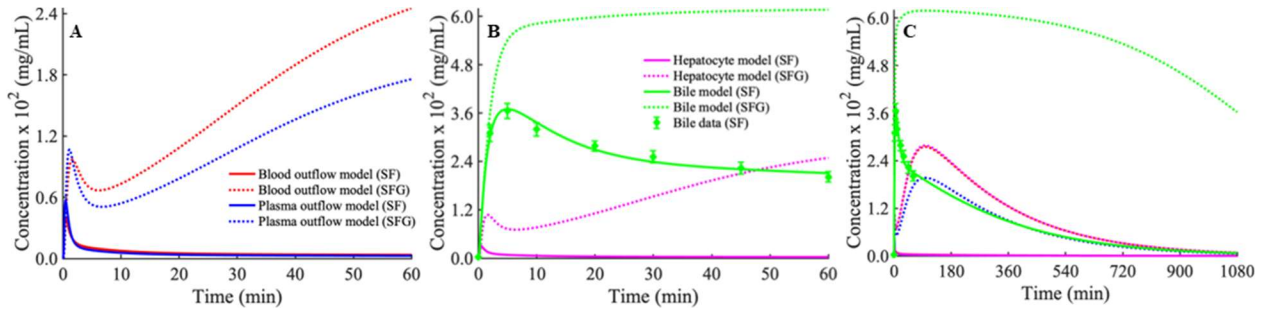 A
Concentration x 10² (mg/mL)
2.4
1.8
1.2
0.6
0.0
0 10 20 30 40 50 60
Time (min)
Blood outflow model (SF)
Blood outflow model (SFG)
Plasma outflow model (SF)
Plasma outflow model (SFG)
B
Concentration x 10² (mg/mL)
6.0
4.8
3.6
2.4
1.2
0.0
0 10 20 30 40 50 60
Time (min)
Hepatocyte model (SF)
Hepatocyte model (SFG)
Bile model (SF)
Bile model (SFG)
Bile data (SF)
C
Concentration x 10² (mg/mL)
6.0
4.8
3.6
2.4
1.2
0.0
0 180 360 540 720 900 1080
Time (min)